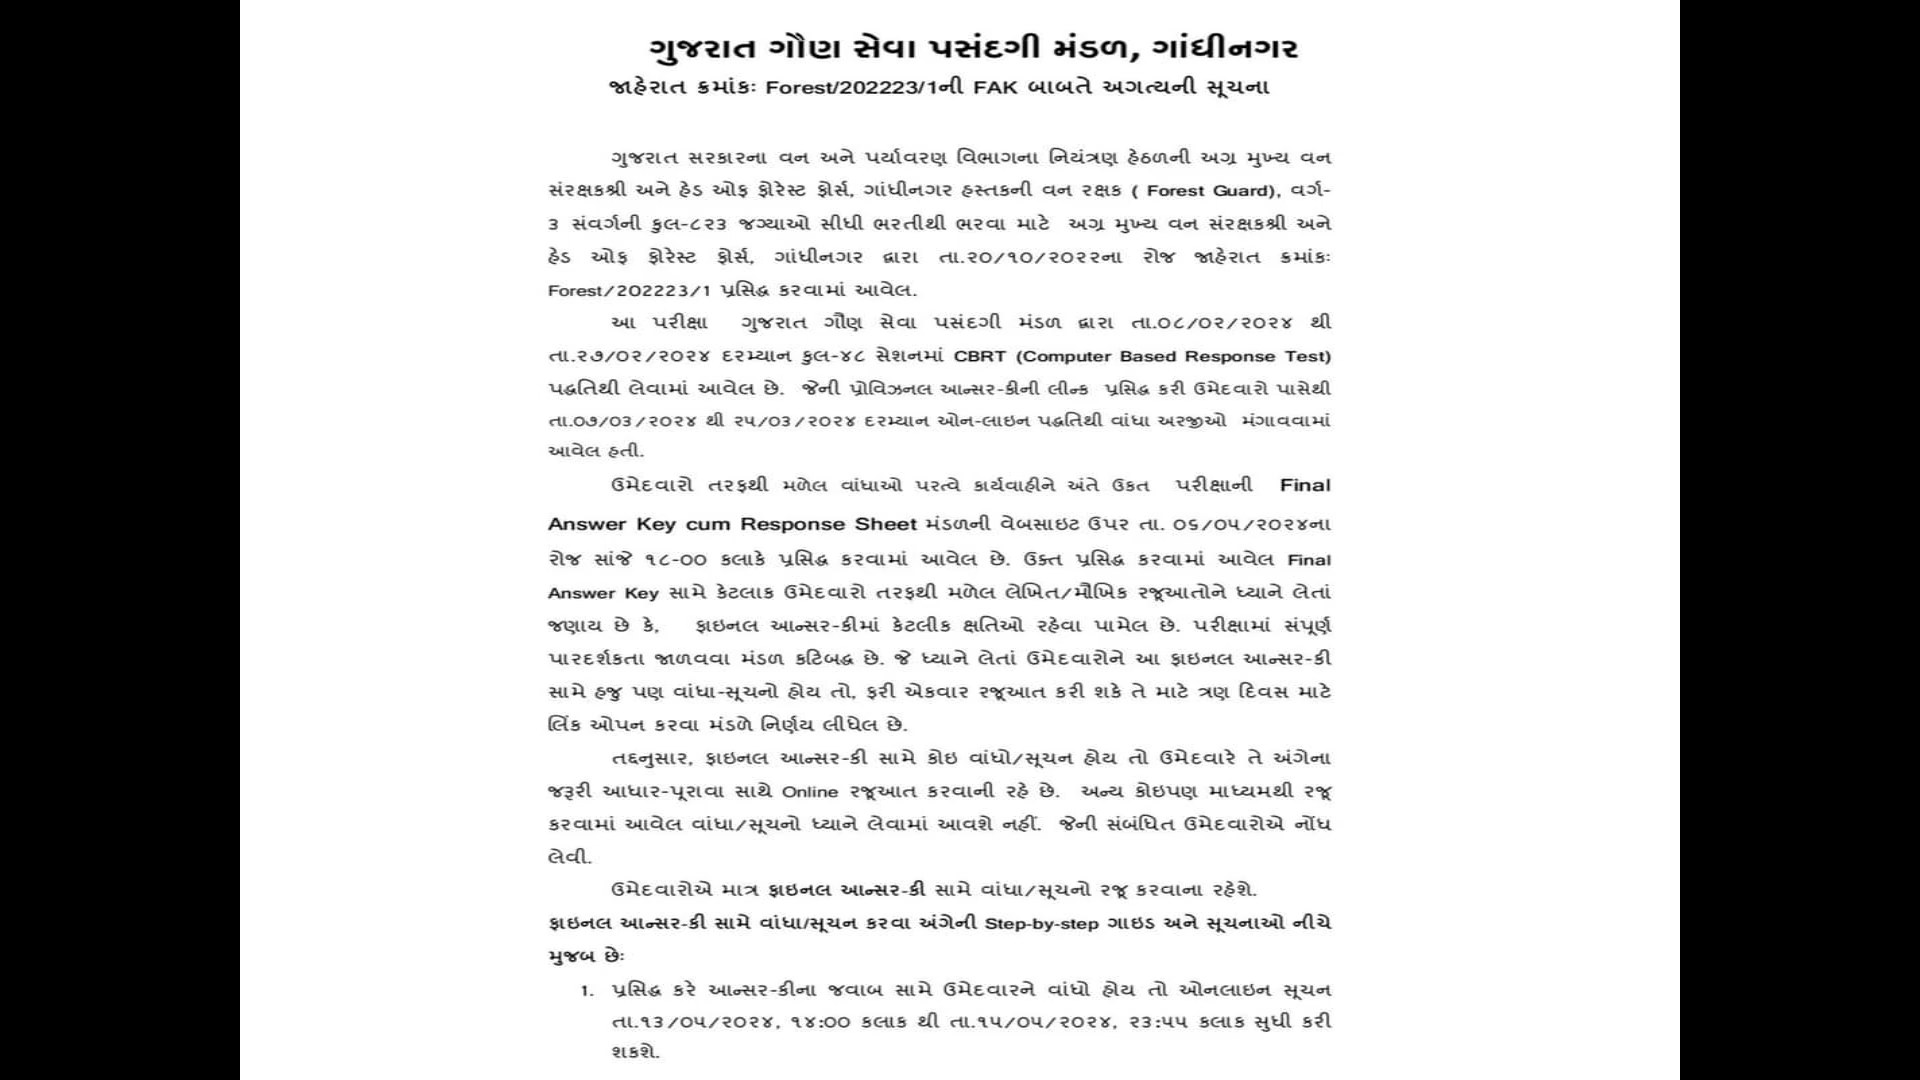 ગુજરાત ગૌણ સેવા પસંદગી મંડળ, ગાંધીનગર
જાહેરાત ક્રમાંકઃ Forest/202223/1ની FAK બાબતે અગત્યની સૂચના
ગુજરાત સરકારના વન અને પર્યાવરણ વિભાગના નિયંત્રણ હેઠળની અગ્ર મુખ્ય વન
સંરક્ષકશ્રી અને હેડ ઓફ ફોરેસ્ટ ફોર્સ, ગાંધીનગર હસ્તકની વન રક્ષક ( Forest Guard), વર્ગ-
૩ સંવર્ગની કુલ-૮૨૩ જગ્યાઓ સીધી ભરતીથી ભરવા માટે અગ્ર મુખ્ય વન સંરક્ષકશ્રી અને
હેડ ઓફ ફોરેસ્ટ ફોર્સ, ગાંધીનગર દ્વારા તા.૨૦/૧૦/૨૦૨૨ના રોજ જાહેરાત ક્રમાંકઃ
Forest/202223/1 પ્રસિદ્ધ કરવામાં આવેલ.
આ પરીક્ષા ગુજરાત ગૌણ સેવા પસંદગી મંડળ દ્વારા તા.૦૮/૦૨/૨૦૨૪ થી
તા.૨૭/૦૨/૨૦૨૪ દરમ્યાન કુલ-૪૮ સેશનમાં CBRT (Computer Based Response Test)
પદ્ધતિથી લેવામાં આવેલ છે. જેની પ્રોવિઝનલ આન્સર-કીની લીન્ક પ્રસિદ્ધ કરી ઉમેદવારો પાસેથી
તા.૦૭/૦૩/૨૦૨૪ થી ૨૫/૦૩/૨૦૨૪ દરમ્યાન ઓન-લાઇન પદ્ધતિથી વાંધા અરજીઓ મંગાવવામાં
આવેલ હતી.
ઉમેદવારો તરફથી મળેલ વાંધાઓ પરત્વે કાર્યવાહીને અંતે ઉકત પરીક્ષાની Final
Answer Key cum Response Sheet મંડળની વેબસાઇટ ઉપર તા. ૦૬/૦૫/૨૦૨૪ના
રોજ સાંજે ૧૮-૦૦ કલાકે પ્રસિદ્ધ કરવામાં આવેલ છે. ઉક્ત પ્રસિદ્ધ કરવામાં આવેલ Final
Answer Key સામે કેટલાક ઉમેદવારો તરફથી મળેલ લેખિત/મૌખિક રજૂઆતોને ધ્યાને લેતાં
જણાય છે કે, ફાઇનલ આન્સર-કીમાં કેટલીક ક્ષતિઓ રહેવા પામેલ છે. પરીક્ષામાં સંપૂર્ણ
પારદર્શકતા જાળવવા મંડળ કટિબદ્ધ છે. જે ધ્યાને લેતાં ઉમેદવારોને આ ફાઇનલ આન્સર-કી
સામે હજુ પણ વાંધા-સૂચનો હોય તો, ફરી એકવાર રજૂઆત કરી શકે તે માટે ત્રણ દિવસ માટે
લિંક ઓપન કરવા મંડળે નિર્ણય લીધેલ છે.
તદ્દનુસાર, ફાઇનલ આન્સર-કી સામે કોઇ વાંધો/સૂચન હોય તો ઉમેદવારે તે અંગેના
જરૂરી આધાર-પૂરાવા સાથે Online રજૂઆત કરવાની રહે છે. અન્ય કોઇપણ માધ્યમથી રજૂ
કરવામાં આવેલ વાંધા/સૂચનો ધ્યાને લેવામાં આવશે નહીં. જેની સંબંધિત ઉમેદવારોએ નોંધ
લેવી.
ઉમેદવારોએ માત્ર ફાઇનલ આન્સર-કી સામે વાંધા/સૂચનો રજૂ કરવાના રહેશે.
ફાઇનલ આન્સર-કી સામે વાંધા/સૂચન કરવા અંગેની Step-by-step ગાઇડ અને સૂચનાઓ નીચે
મુજબ છેઃ
1. પ્રસિદ્ધ કરે આન્સર-કીના જવાબ સામે ઉમેદવારને વાંધો હોય તો ઓનલાઇન સૂચન
તા.૧૩/૦૫/૨૦૨૪, ૧૪:૦૦ કલાક થી તા.૧૫/૦૫/૨૦૨૪, ૨૩:૫૫ કલાક સુધી કરી
શકશે.